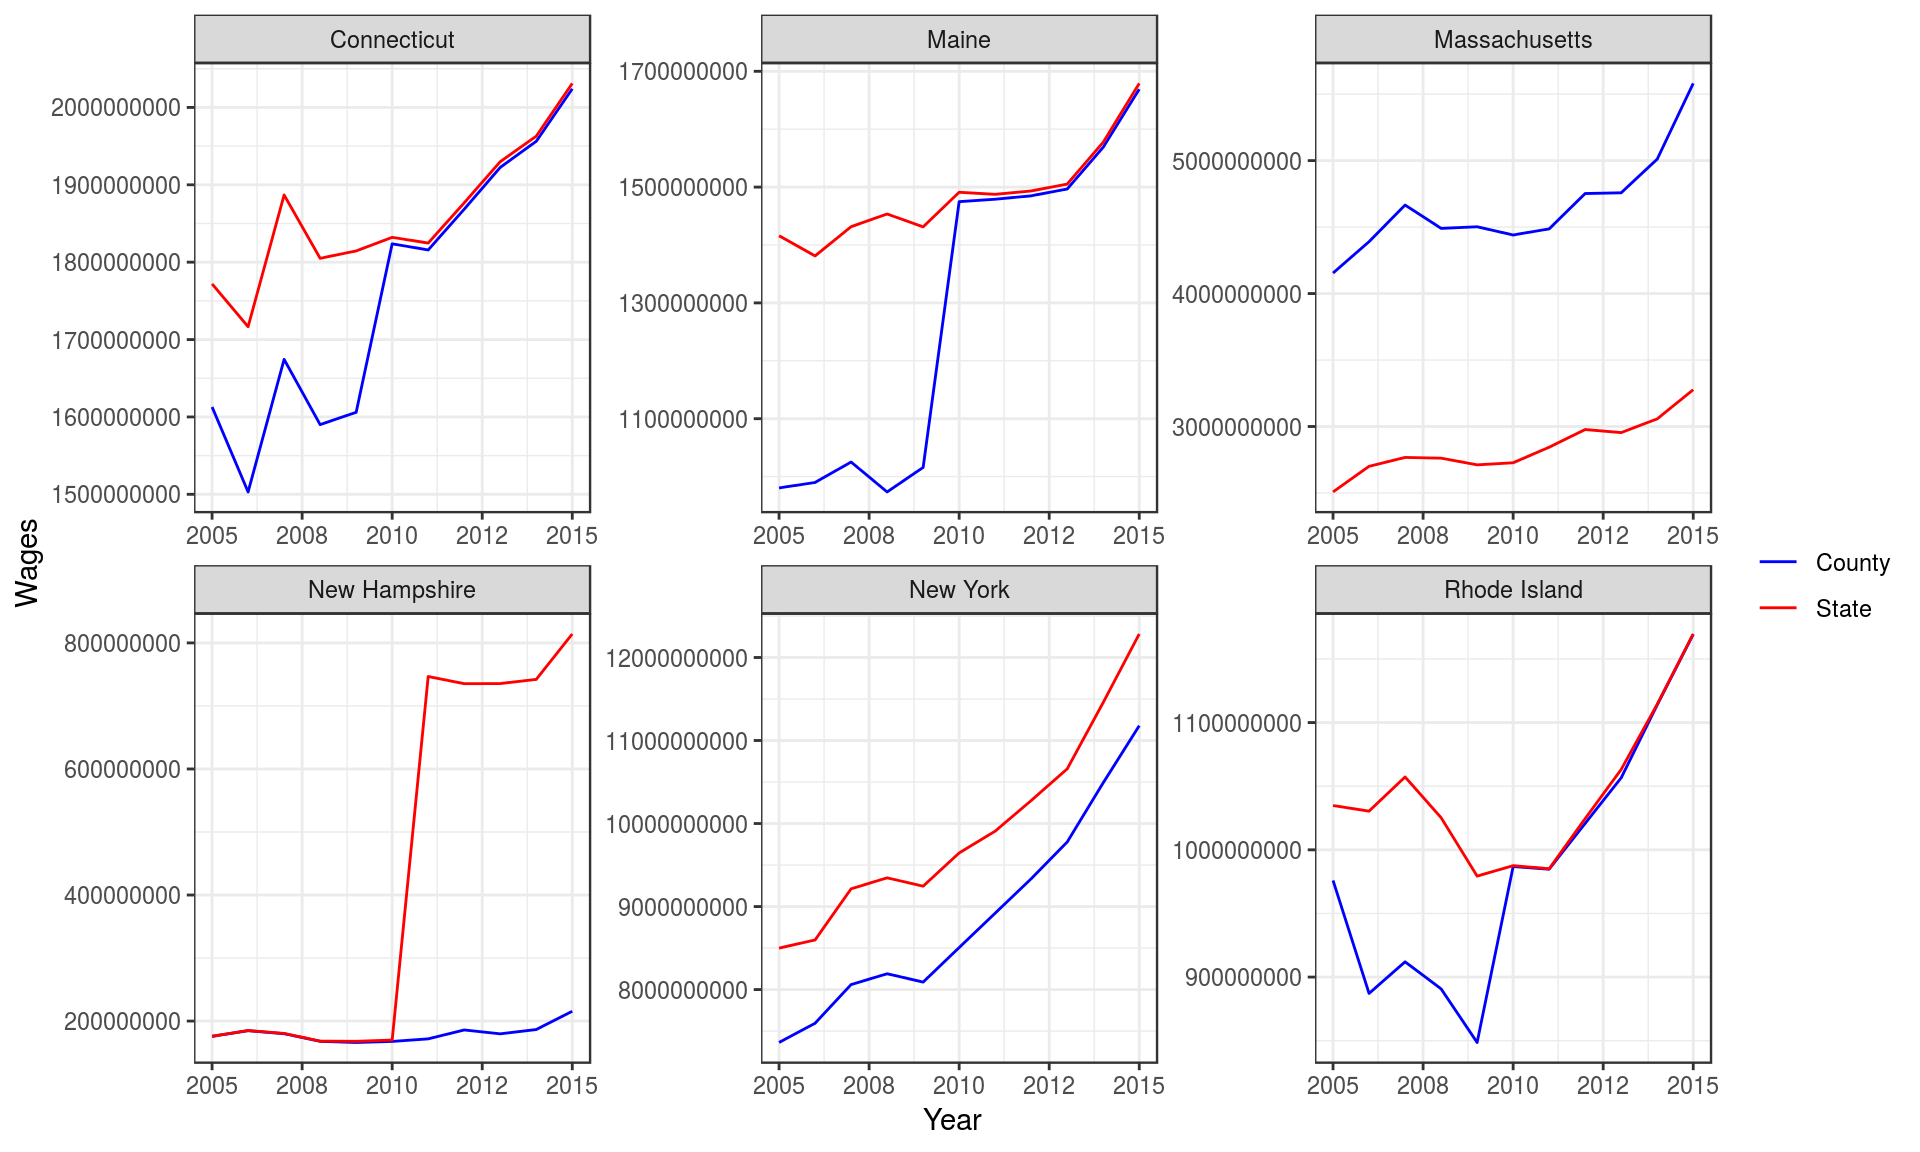 Connecticut
Maine
Massachusetts
2000000000
1900000000
1800000000
1700000000
1600000000
1500000000
1700000000
1500000000
1300000000
1100000000
5000000000
4000000000
3000000000
2005 2008 2010 2012 2015
2005 2008 2010 2012 2015
2005 2008 2010 2012 2015
Wages
New Hampshire
New York
Rhode Island
800000000
600000000
400000000
200000000
12000000000
11000000000
10000000000
9000000000
8000000000
1100000000
1000000000
900000000
2005 2008 2010 2012 2015
2005 2008 2010 2012 2015
2005 2008 2010 2012 2015
Year
County
State